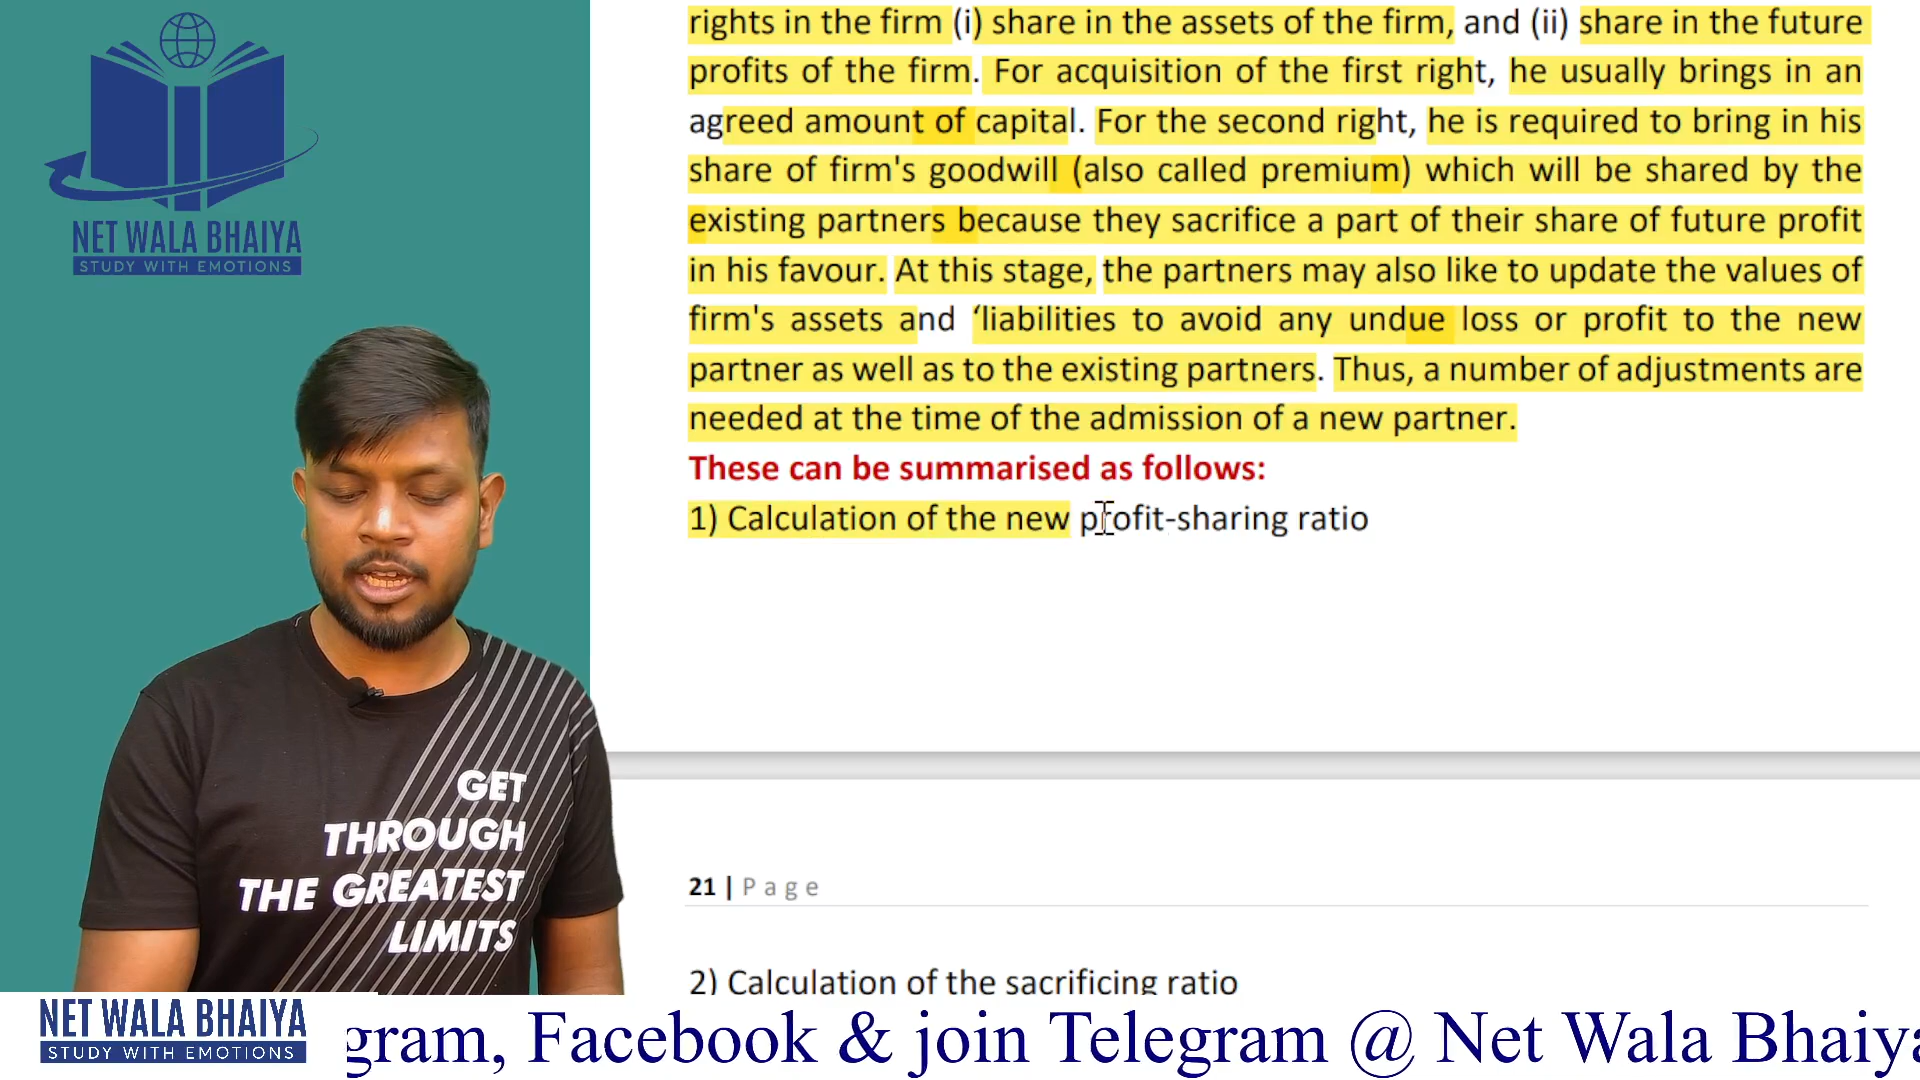 NET WALA BHAIYA
STUDY WITH EMOTIONS
rights in the firm (i) share in the assets of the firm, and (ii) share in the future
profits of the firm. For acquisition of the first right, he usually brings in an
agreed amount of capital. For the second right, he is required to bring in his
share of firm's goodwill (also called premium) which will be shared by the
existing partners because they sacrifice a part of their share of future profit
in his favour. At this stage, the partners may also like to update the values of
firm's assets and ‘liabilities to avoid any undue loss or profit to the new
partner as well as to the existing partners. Thus, a number of adjustments are
needed at the time of the admission of a new partner.
These can be summarised as follows:
1) Calculation of the new profit-sharing ratio
21 | P a g e
2) Calculation of the sacrificing ratio
GET
THROUGH
THE GREATEST
LIMITS
NET WALA BHAIYA
STUDY WITH EMOTIONS
gram, Facebook & join Telegram @ Net Wala Bhaiya